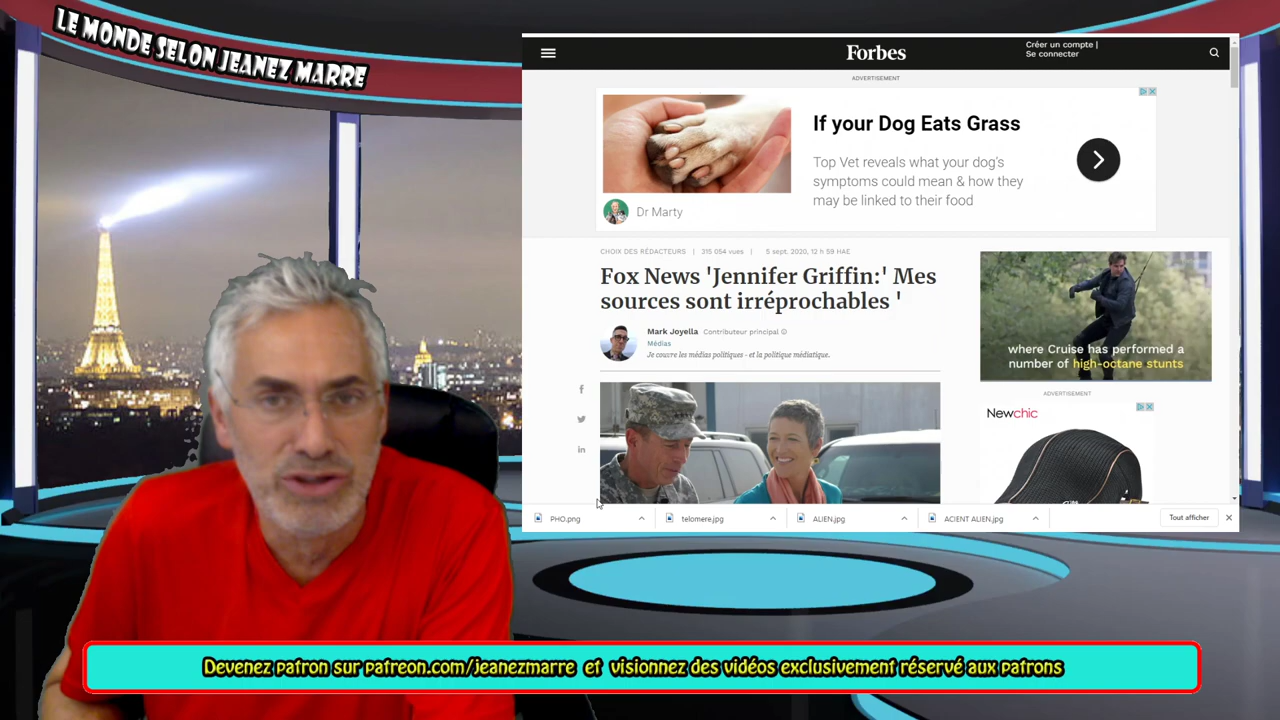 LE MONDE SELON JEANEZ MARRE
Forbes
Créer un compte |
Se connecter
ADVERTISEMENT
If your Dog Eats Grass
Top Vet reveals what your dog's
symptoms could mean & how they
may be linked to their food
Dr Marty
CHOIX DES RÉDACTEURS | 315 054 vues | 5 sept. 2020, 12 h 59 HAE
Fox News 'Jennifer Griffin:' Mes
sources sont irréprochables '
Mark Joyella Contributeur principal
Médias
Je couvre les médias politiques - et la politique médiatique.
where Cruise has performed a
number of high-octane stunts
ADVERTISEMENT
Newchic
PHO.png
telomere.jpg
ALIEN.jpg
ACIENT ALIEN.jpg
Tout afficher
Devenez patron sur patreon.com/jeanezmarre et visionnez des vidéos exclusivement réservé aux patrons